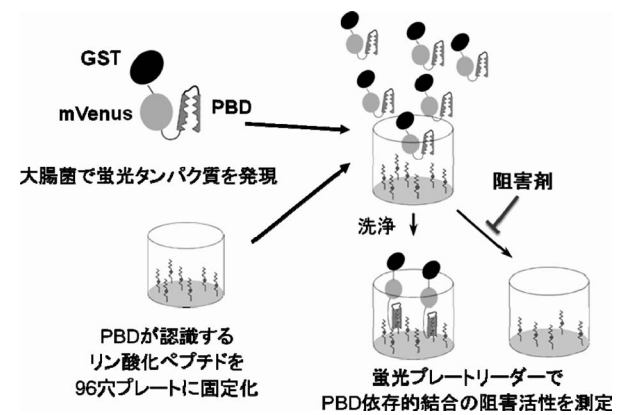 GST
mVenus
PBD
大腸菌で蛍光タンパク質を発現
阻害剤
洗浄
PBDが認識する
リン酸化ペプチドを
96穴プレートに固定化
蛍光プレートリーダーで
PBD依存的結合の阻害活性を測定